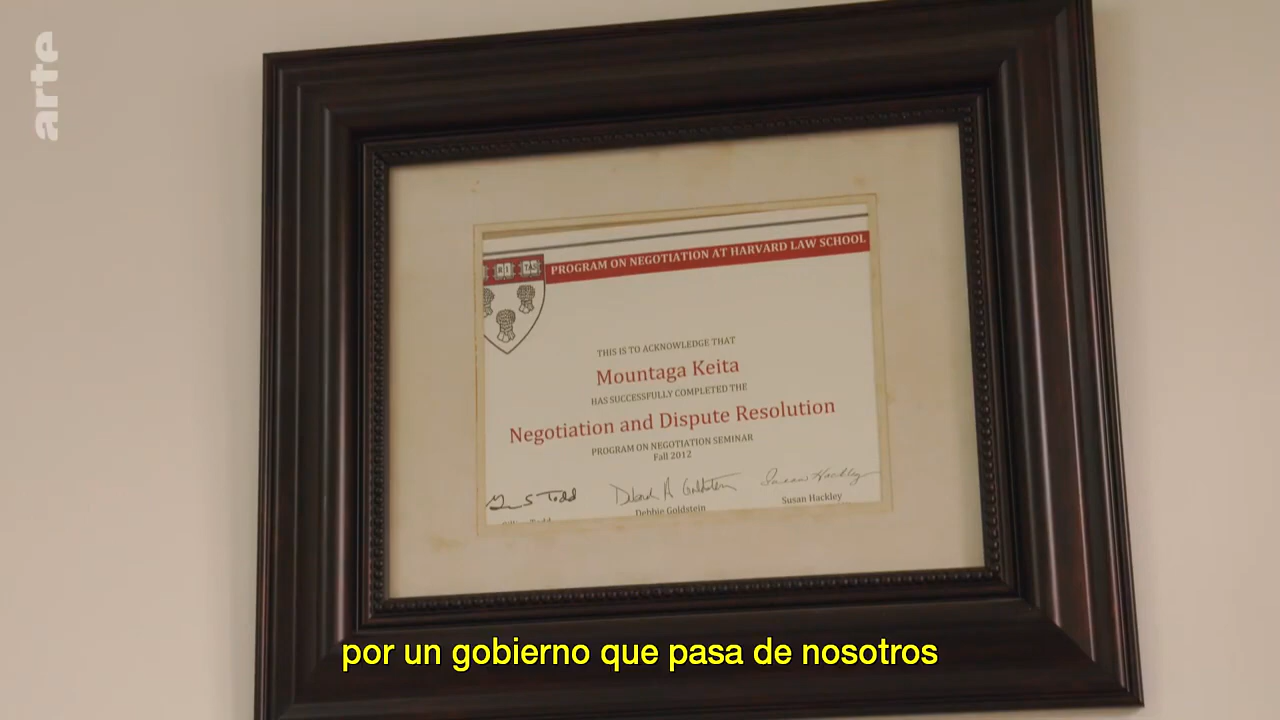 arte
PROGRAM ON NEGOTIATION AT HARVARD LAW SCHOOL
THIS IS TO ACKNOWLEDGE THAT
Mountaga Keita
HAS SUCCESSFULLY COMPLETED THE
Negotiation and Dispute Resolution
PROGRAM ON NEGOTIATION SEMINAR
Fall 2012
Debbie Goldstein
Susan Hackley
por un gobierno que pasa de nosotros